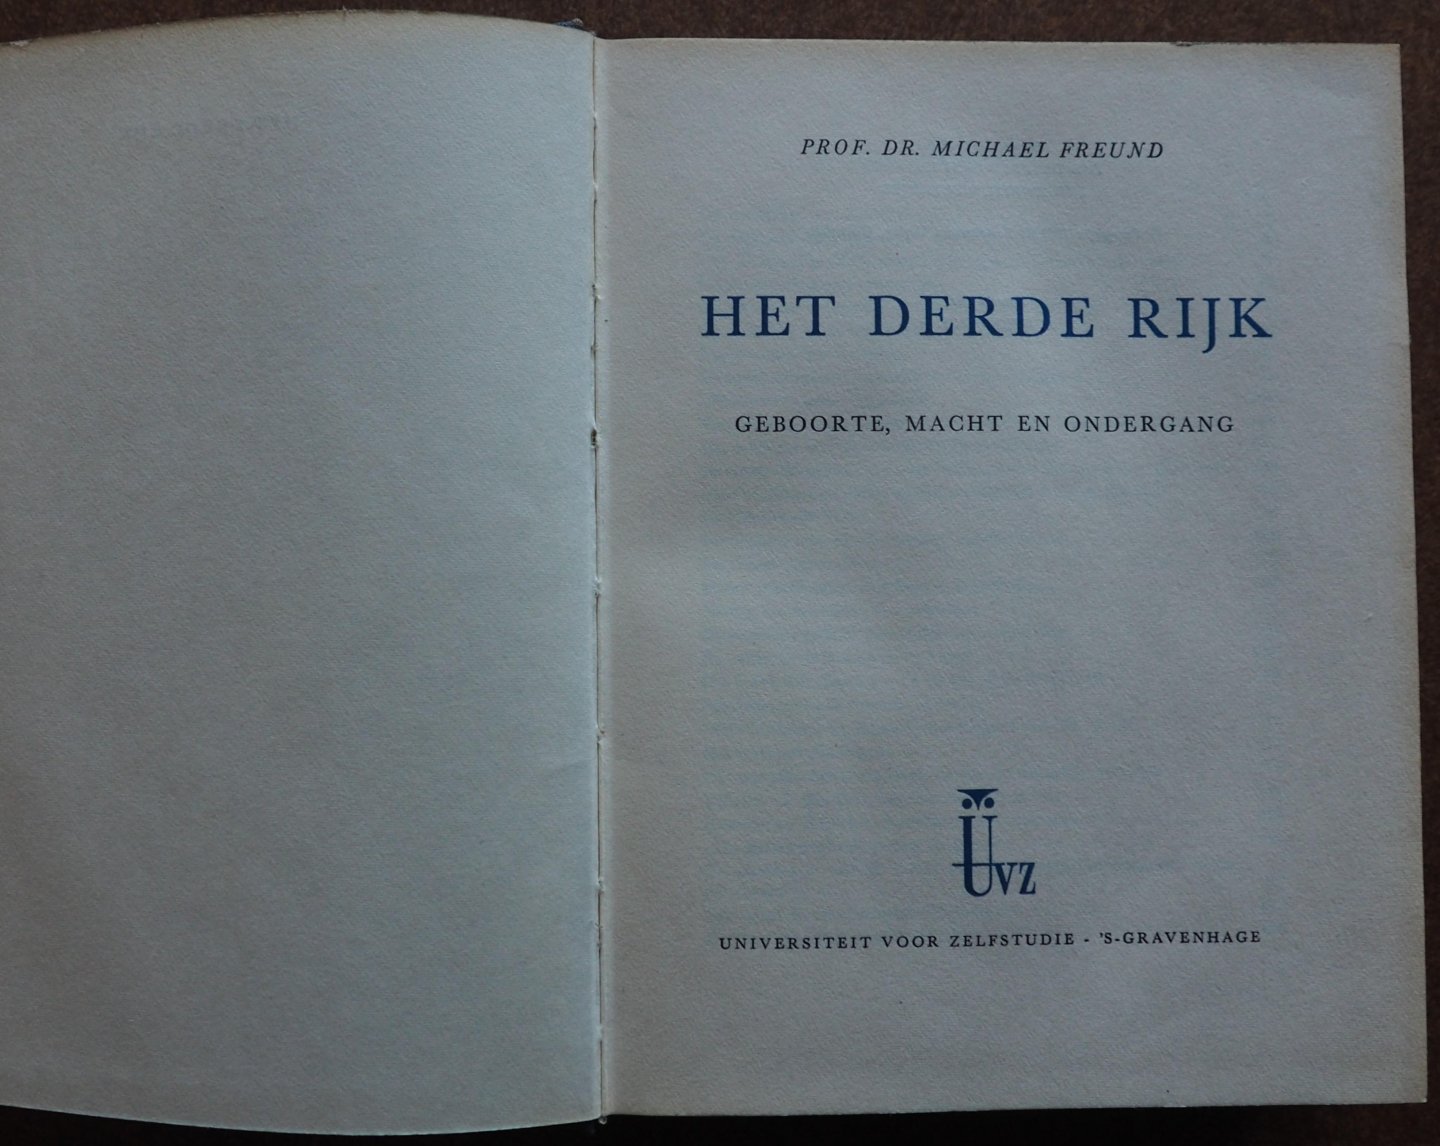 PROF. DR. MICHAEL FREUND
HET DERDE RIJK
GEBOORTE, MACHT EN ONDERGANG
UVZ
UNIVERSITEIT VOOR ZELFSTUDIE - 'S-GRAVENHAGE